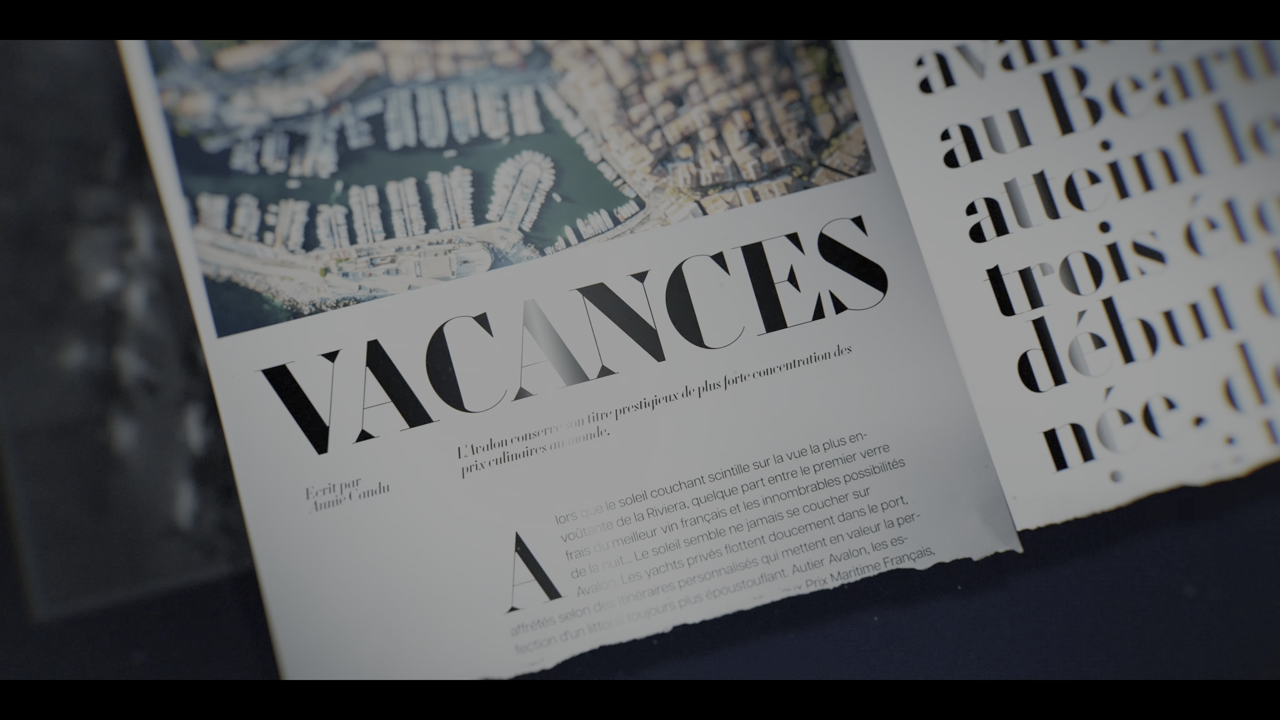 VACANCES
L'Avalon conserve son titre prestigieux de plus forte concentration des
prix culinaires au monde.
Ecrit par
Annie Candu
A
lors que le soleil couchant scintille sur la vue la plus en-
voûtante de la Riviera, quelque part entre le premier verre
frais du meilleur vin français et les innombrables possibilités
de la nuit... Le soleil semble ne jamais se coucher sur
Avalon. Les yachts privés flottent doucement dans le port,
affrétés selon des itinéraires personnalisés qui mettent en valeur la per-
fection d'un littoral toujours plus époustouflant. Autier Avalon, les es-
Prix Maritime Français,
au
atteint
trois
début
née,